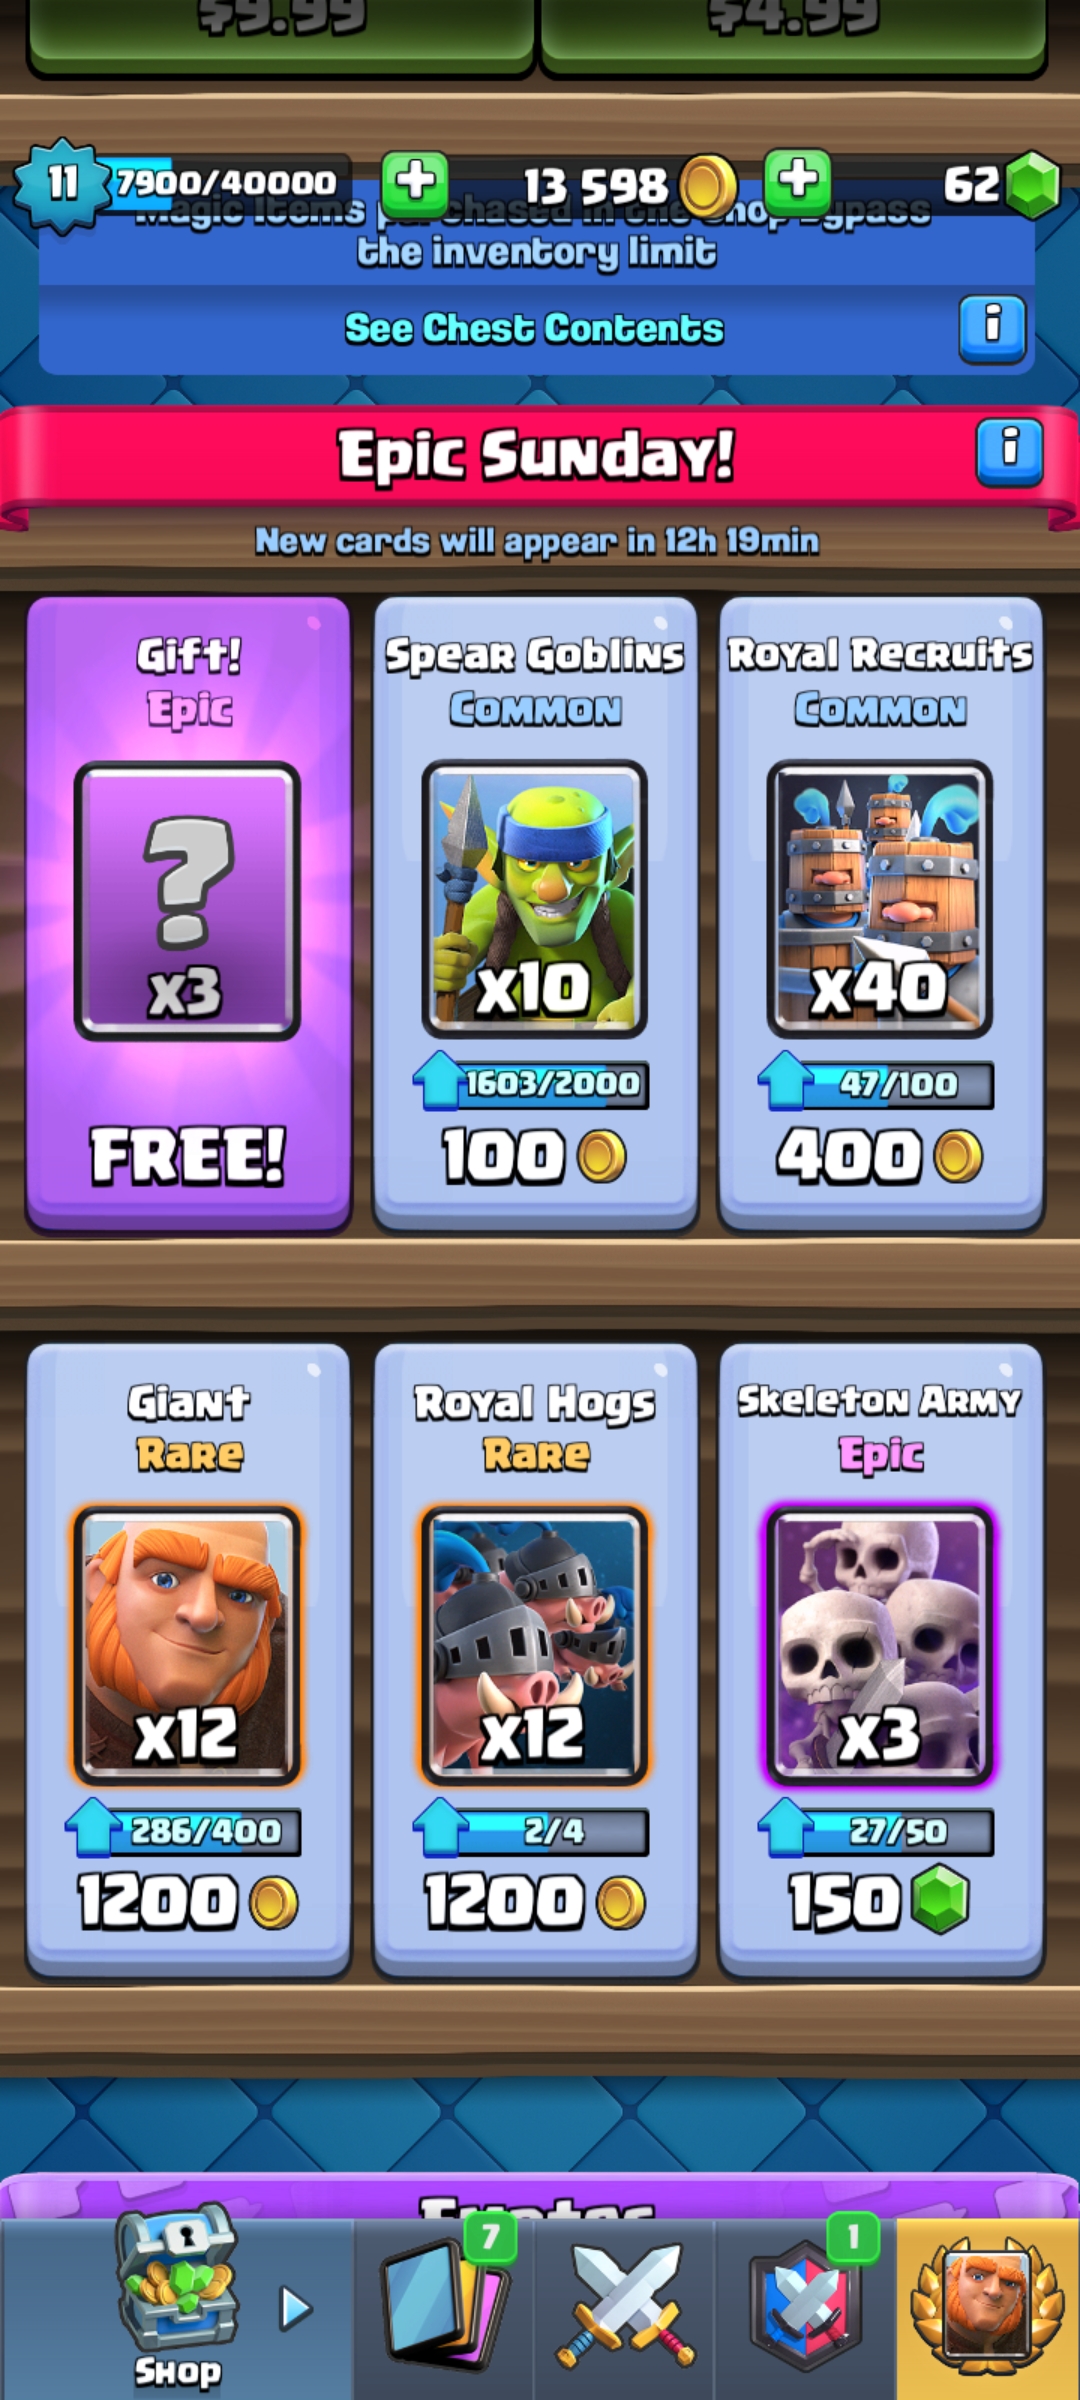 $9.99 $4.99
11 7900/40000 13 598 62
Magic Items purchased in the shop bypass
the inventory limit
See Chest Contents i
Epic Sunday! i
New cards will appear in 12h 19min
Gift!
Epic
?
x3
FREE!
Spear Goblins
Common
x10
1603/2000
100
Royal Recruits
Common
x40
47/100
400
Giant
Rare
x12
286/400
1200
Royal Hogs
Rare
x12
2/4
1200
Skeleton Army
Epic
x3
27/50
150
7
1
Shop